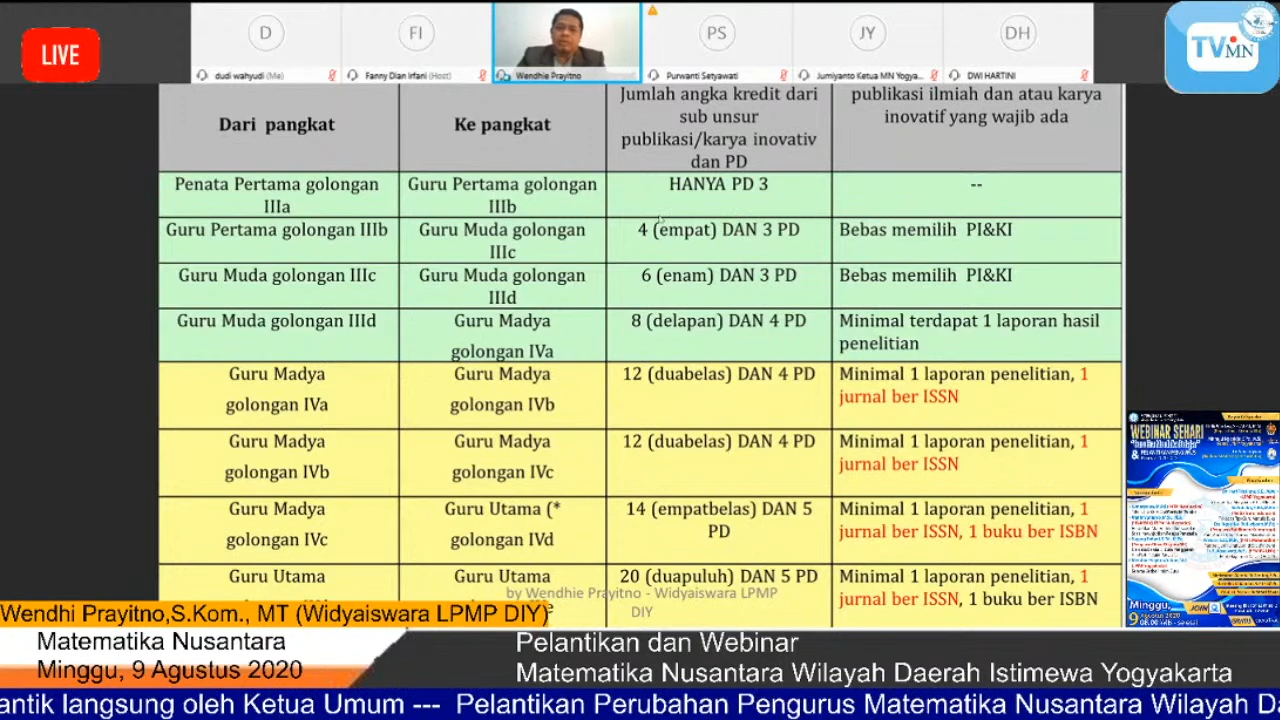 LIVE
D
FI
PS
JY
DH
TVMN
dudi wahyudi (Me)
Fanny Dian Irfani (Host)
Wendhie Prayitno
Purwanti Setyawati
Jumiyanto Ketua MN Yogya...
DWI HARTINI
Dari pangkat
Ke pangkat
Jumlah angka kredit dari
sub unsur
publikasi/karya inovativ
dan PD
publikasi ilmiah dan atau karya
inovatif yang wajib ada
Penata Pertama golongan
IIIa
Guru Pertama golongan
IIIb
HANYA PD 3
--
Guru Pertama golongan IIIb
Guru Muda golongan
IIIc
4 (empat) DAN 3 PD
Bebas memilih PI&KI
Guru Muda golongan IIIc
Guru Muda golongan
IIId
6 (enam) DAN 3 PD
Bebas memilih PI&KI
Guru Muda golongan IIId
Guru Madya
golongan IVa
8 (delapan) DAN 4 PD
Minimal terdapat 1 laporan hasil
penelitian
Guru Madya
golongan IVa
Guru Madya
golongan IVb
12 (duabelas) DAN 4 PD
Minimal 1 laporan penelitian, 1
jurnal ber ISSN
Guru Madya
golongan IVb
Guru Madya
golongan IVc
12 (duabelas) DAN 4 PD
Minimal 1 laporan penelitian, 1
jurnal ber ISSN
Guru Madya
golongan IVc
Guru Utama (*
golongan IVd
14 (empatbelas) DAN 5
PD
Minimal 1 laporan penelitian, 1
jurnal ber ISSN, 1 buku ber ISBN
Guru Utama
Guru Utama
20 (duapuluh) DAN 5 PD
Minimal 1 laporan penelitian, 1
jurnal ber ISSN, 1 buku ber ISBN
by Wendhie Prayitno - Widyaiswara LPMP
DIY
WEBINAR SEHARI
Minggu,
9
JOIN
Wendhi Prayitno,S.Kom., MT (Widyaiswara LPMP DIY)
Matematika Nusantara
Minggu, 9 Agustus 2020
Pelantikan dan Webinar
Matematika Nusantara Wilayah Daerah Istimewa Yogyakarta
antik langsung oleh Ketua Umum --- Pelantikan Perubahan Pengurus Matematika Nusantara Wilayah Da